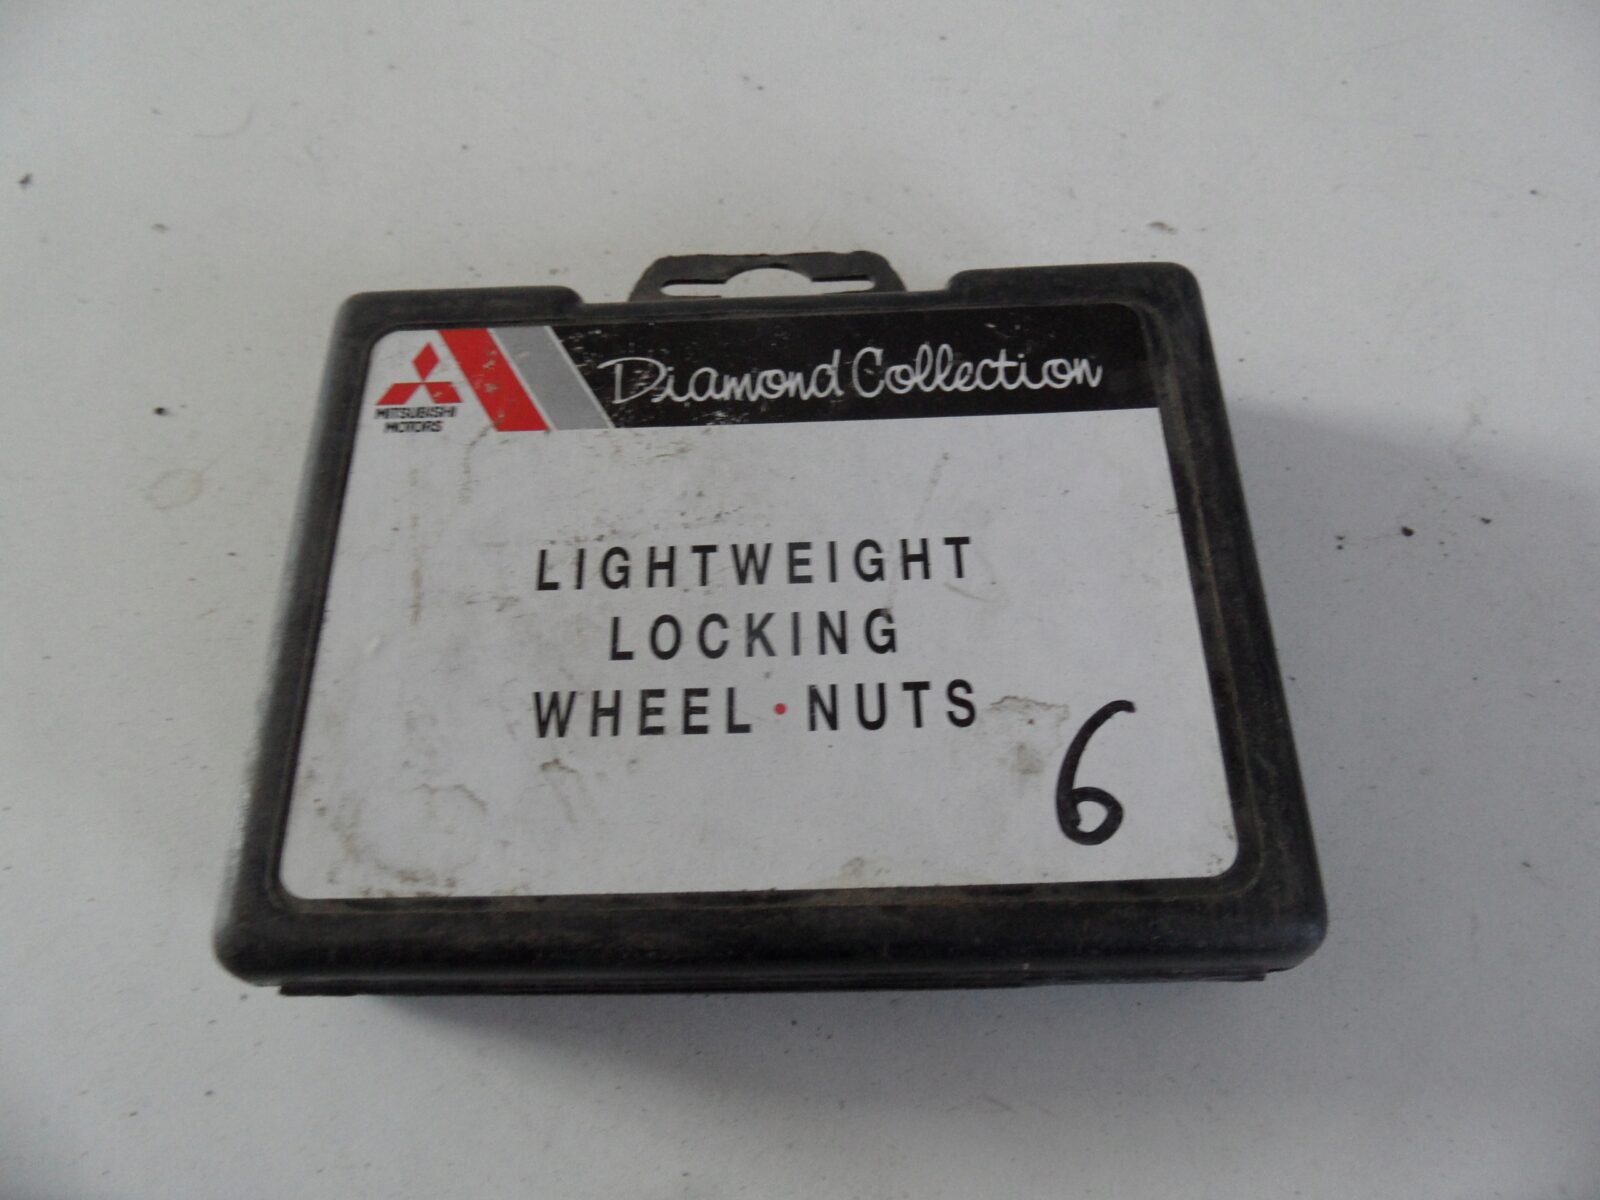 MITSUBISHI
MOTORS
Diamond Collection
LIGHTWEIGHT
LOCKING
WHEEL • NUTS
6